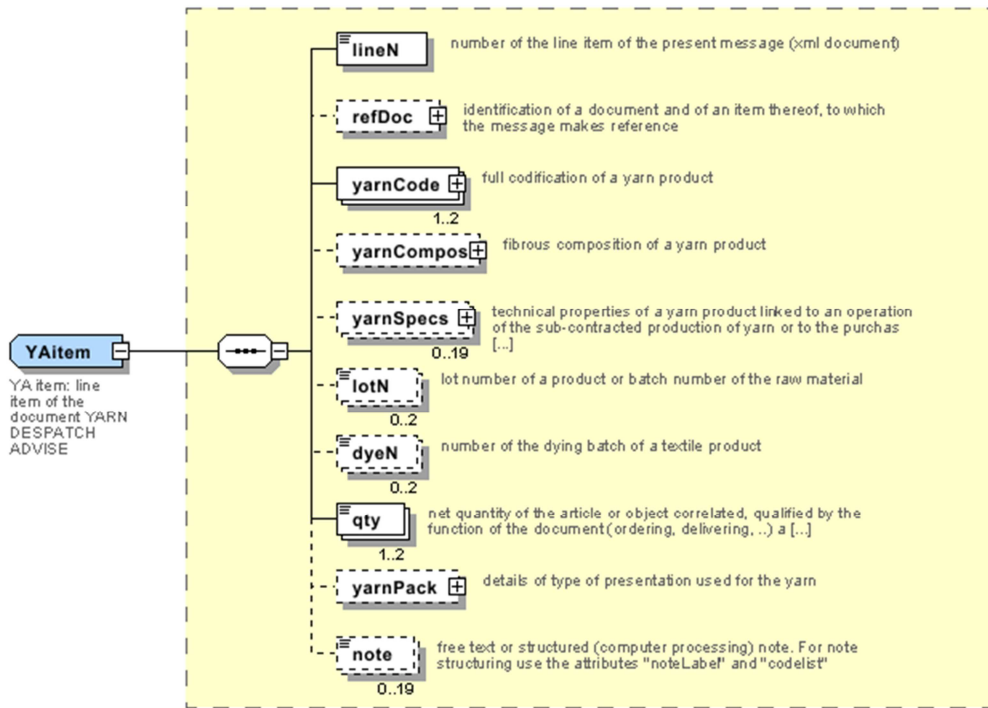 lineN
number of the line item of the present message (xml document)
refDoc
identification of a document and of an item thereof, to which
the message makes reference
yarnCode
full codification of a yarn product
1..2
yarnCompos
fibrous composition of a yarn product
yarnSpecs
technical properties of a yarn product linked to an operation
of the sub-contracted production of yarn or to the purchas
[...]
0..19
YAitem
YA item: line
item of the
document YARN
DESPATCH
ADVISE
lotN
lot number of a product or batch number of the raw material
0..2
dyeN
number of the dying batch of a textile product
0..2
qty
net quantity of the article or object correlated, qualified by the
function of the document (ordering, delivering, ..) a [...]
1..2
yarnPack
details of type of presentation used for the yarn
note
free text or structured (computer processing) note. For note
structuring use the attributes "noteLabel" and "codelist"
0..19